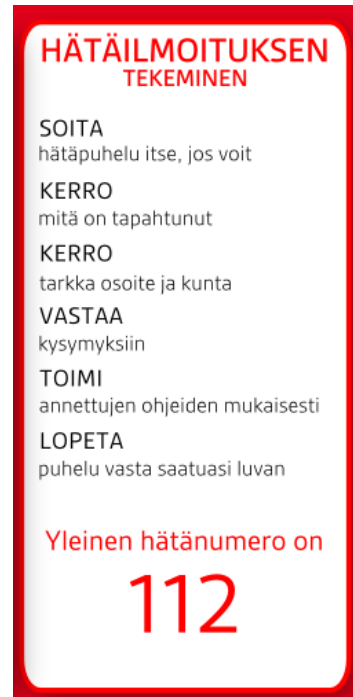 HÄTÄILMOITUKSEN
TEKEMINEN
SOITA
hätäpuhelu itse, jos voit
KERRO
mitä on tapahtunut
KERRO
tarkka osoite ja kunta
VASTAA
kysymyksiin
TOIMI
annettujen ohjeiden mukaisesti
LOPETA
puhelu vasta saatuasi luvan
Yleinen hätänumero on
112